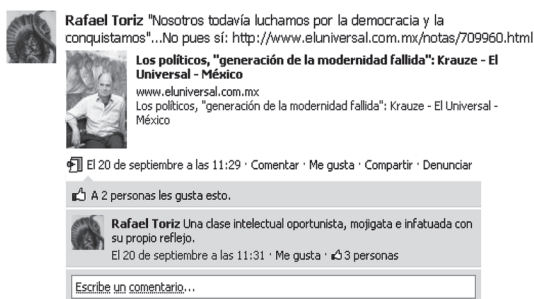 Rafael Toriz "Nosotros todavía luchamos por la democracia y la
conquistamos"...No pues sí: http://www.eluniversal.com.mx/notas/709960.html
Los políticos, "generación de la modernidad fallida": Krauze - El
Universal - México
www.eluniversal.com.mx
Los políticos, "generación de la modernidad fallida": Krauze - El Universal -
México
El 20 de septiembre a las 11:29 · Comentar · Me gusta · Compartir · Denunciar
A 2 personas les gusta esto.
Rafael Toriz Una clase intelectual oportunista, mojigata e infatuada con
su propio reflejo.
El 20 de septiembre a las 11:31 · Me gusta · 3 personas
Escribe un comentario...